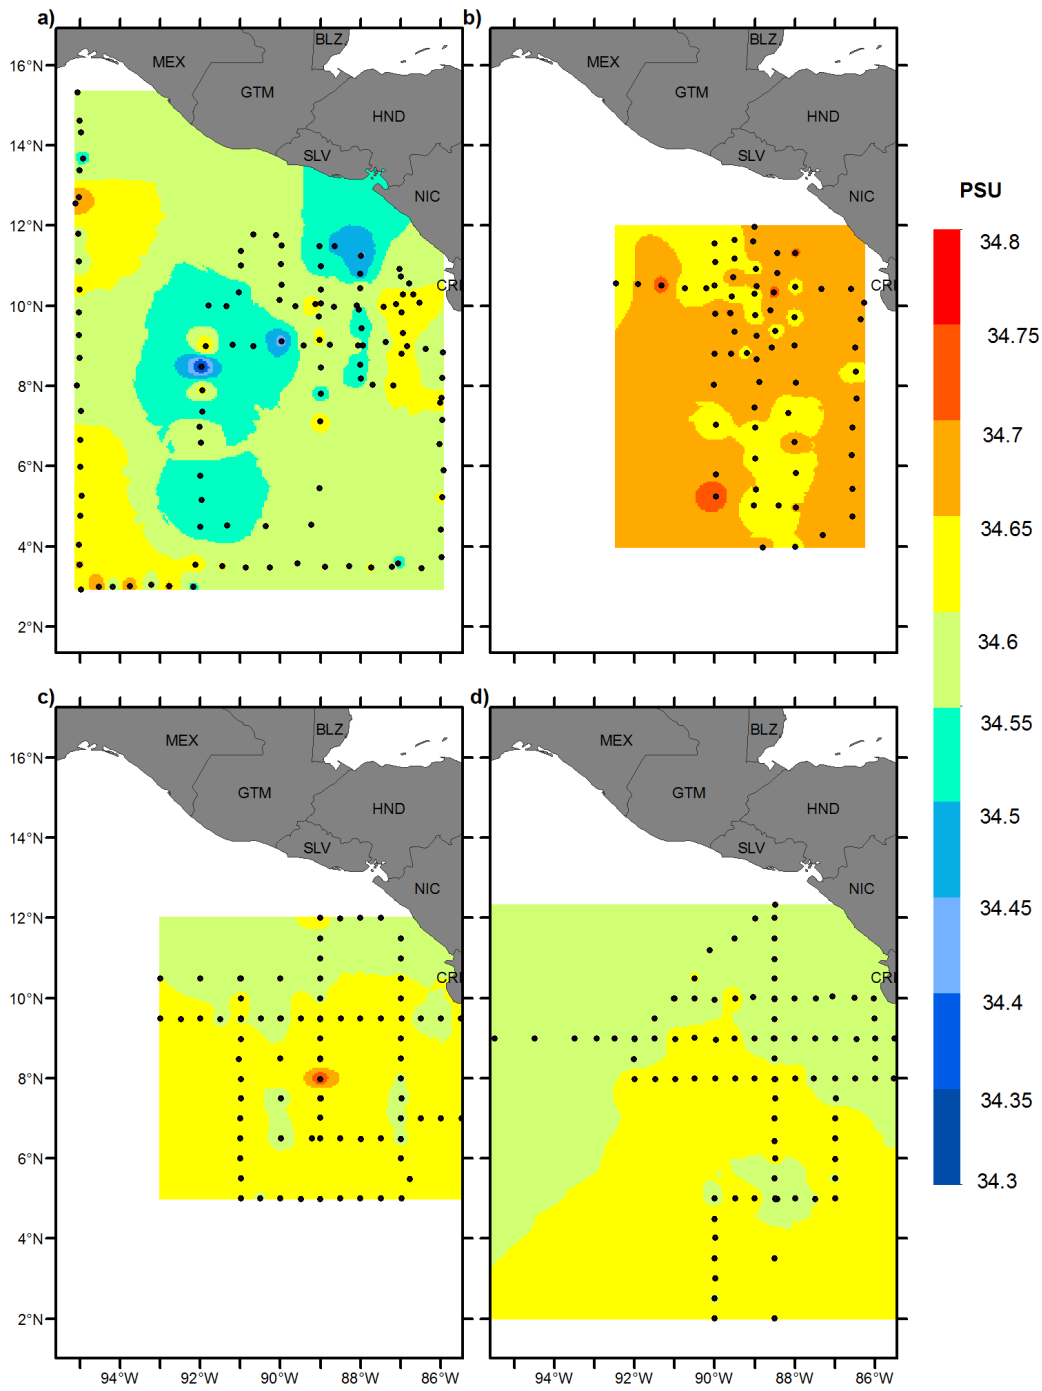 a)
b)
BLZ
MEX
GTM
HND
SLV
NIC
CRI
BLZ
MEX
GTM
HND
SLV
NIC
CRI
16°N
14°N
12°N
10°N
8°N
6°N
4°N
2°N
PSU
34.8
34.75
34.7
34.65
34.6
34.55
34.5
34.45
34.4
34.35
34.3
c)
d)
BLZ
MEX
GTM
HND
SLV
NIC
CRI
BLZ
MEX
GTM
HND
SLV
NIC
CRI
16°N
14°N
12°N
10°N
8°N
6°N
4°N
2°N
94°W 92°W 90°W 88°W 86°W
94°W 92°W 90°W 88°W 86°W